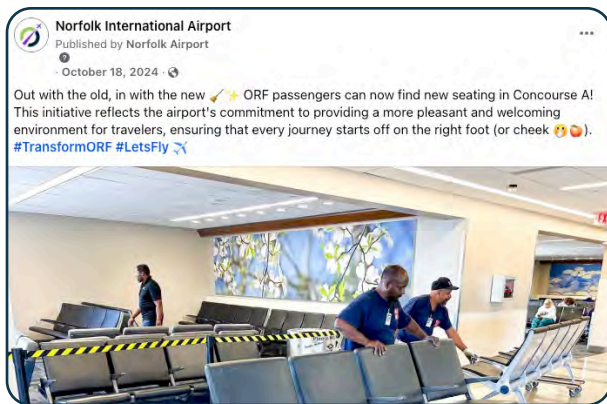 Norfolk International Airport
Published by Norfolk Airport
?
· October 18, 2024 ·
Out with the old, in with the new 🧹✨ ORF passengers can now find new seating in Concourse A!
This initiative reflects the airport's commitment to providing a more pleasant and welcoming
environment for travelers, ensuring that every journey starts off on the right foot (or cheek 🫢🍑).
#TransformORF #LetsFly ✈️